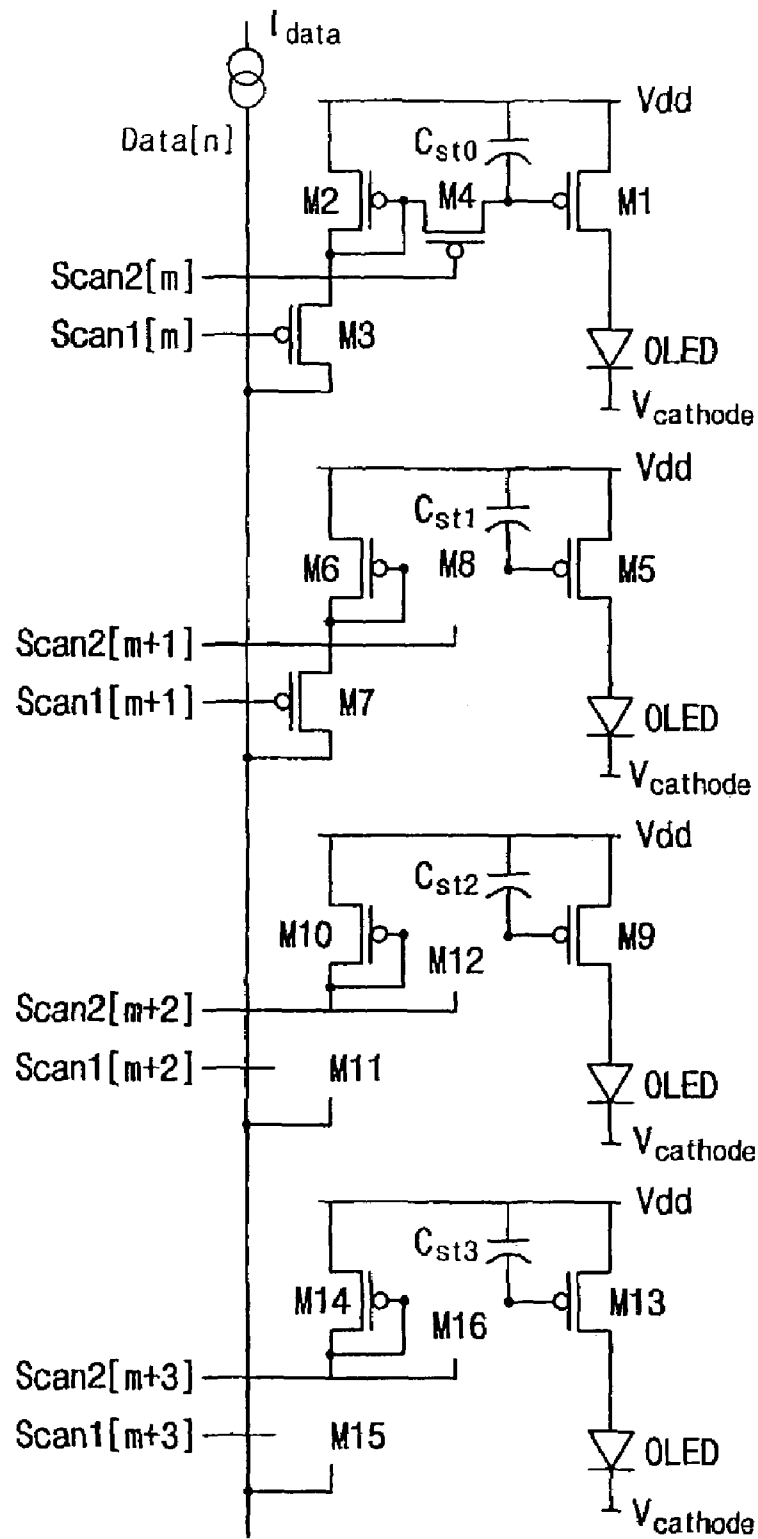 Idata
Data[n]
Vdd
Cst0
M2
M4
M1
Scan2[m]
Scan1[m]
M3
OLED
Vcathode
Vdd
Cst1
M6
M8
M5
Scan2[m+1]
Scan1[m+1]
M7
OLED
Vcathode
Vdd
Cst2
M10
M12
M9
Scan2[m+2]
Scan1[m+2]
M11
OLED
Vcathode
Vdd
Cst3
M14
M16
M13
Scan2[m+3]
Scan1[m+3]
M15
OLED
Vcathode